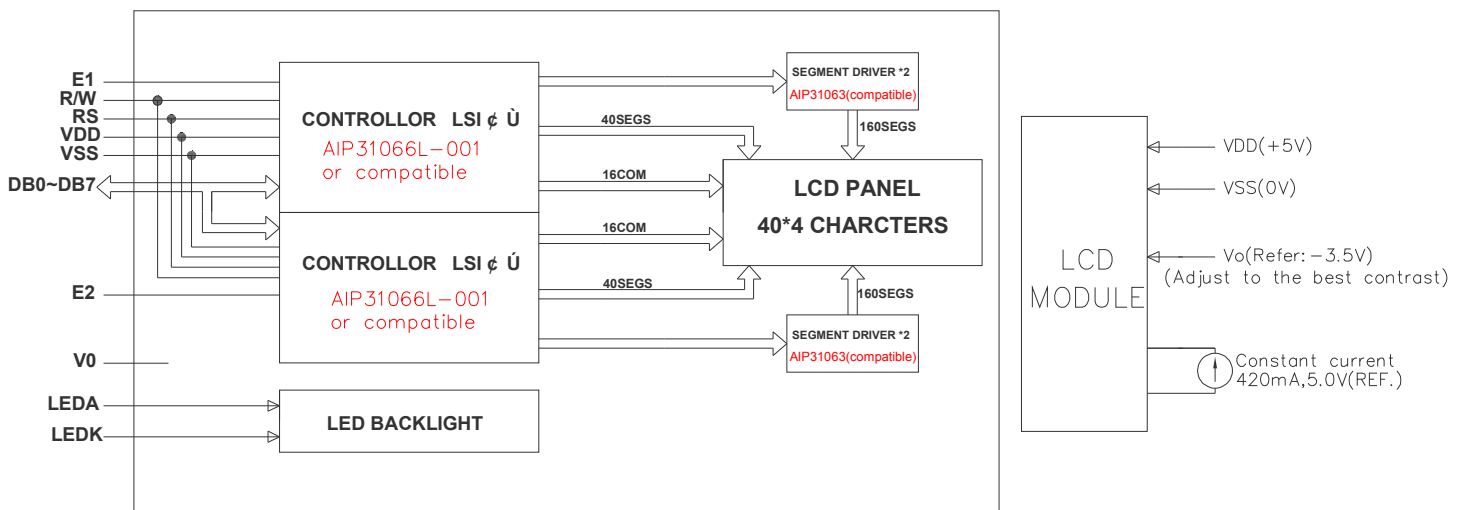 E1
R/W
RS
VDD
VSS
DB0~DB7
E2
V0
LEDA
LEDK
CONTROLLOR LSI ¢ Ù
AIP31066L-001
or compatible
CONTROLLOR LSI ¢ Ú
AIP31066L-001
or compatible
LED BACKLIGHT
40SEGS
16COM
16COM
40SEGS
SEGMENT DRIVER *2
AIP31063(compatible)
160SEGS
LCD PANEL
40*4 CHARCTERS
160SEGS
SEGMENT DRIVER *2
AIP31063(compatible)
LCD
MODULE
VDD(+5V)
VSS(0V)
Vo(Refer:-3.5V)
(Adjust to the best contrast)
Constant current
420mA,5.0V(REF.)